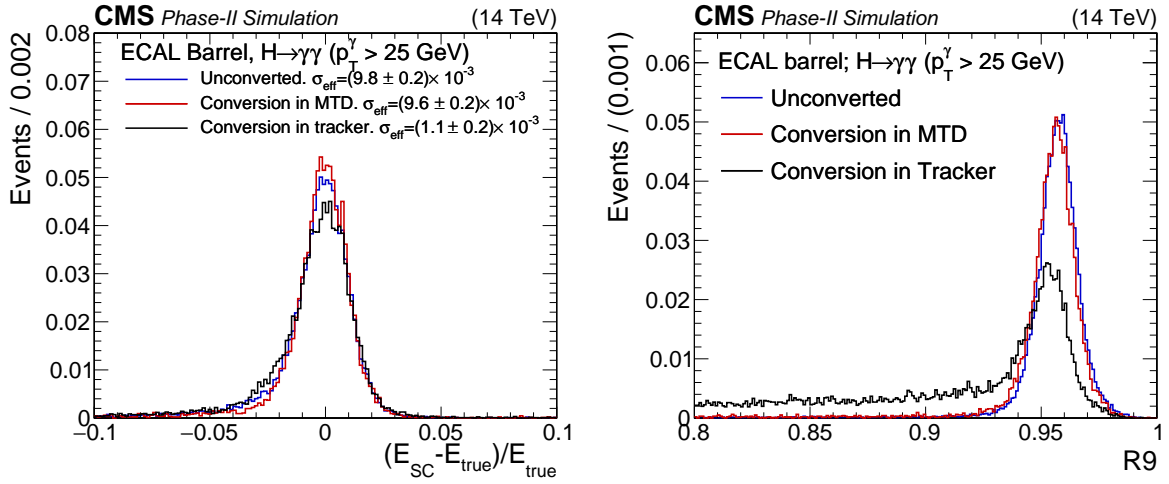 CMS Phase-II Simulation (14 TeV)
ECAL Barrel, H→γγ (p_T^γ > 25 GeV)
Unconverted. σ_eff=(9.8 ± 0.2)× 10^-3
Conversion in MTD. σ_eff=(9.6 ± 0.2)× 10^-3
Conversion in tracker. σ_eff=(1.1 ± 0.2)× 10^-3
Events / 0.002
0.08
0.07
0.06
0.05
0.04
0.03
0.02
0.01
0
−0.1 −0.05 0 0.05 0.1
(E_SC-E_true)/E_true
CMS Phase-II Simulation (14 TeV)
ECAL barrel; H→γγ (p_T^γ > 25 GeV)
Unconverted
Conversion in MTD
Conversion in Tracker
Events / (0.001)
0.06
0.05
0.04
0.03
0.02
0.01
0
0.8 0.85 0.9 0.95 1
R9